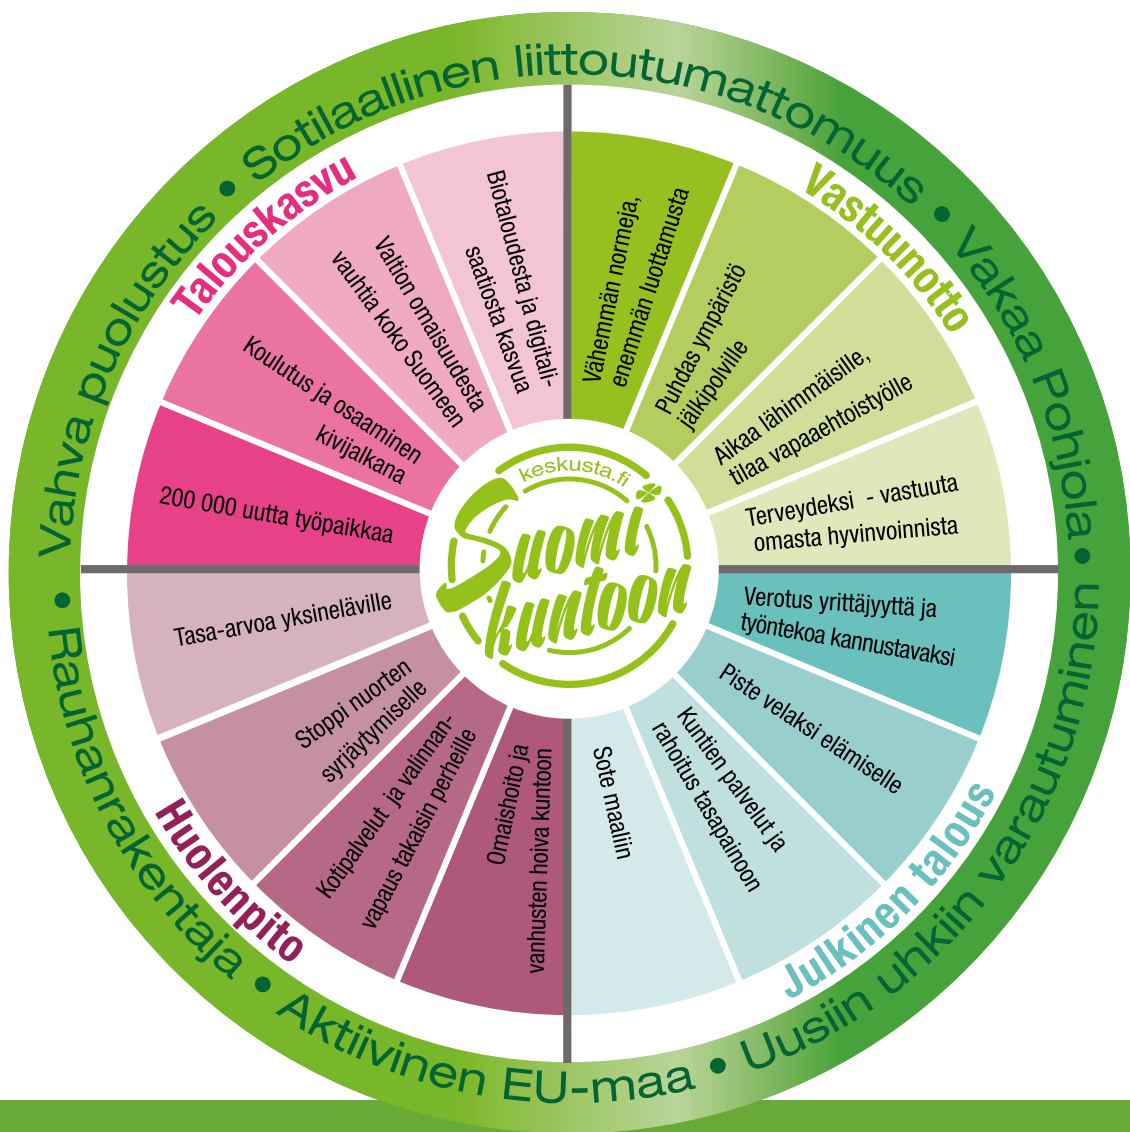 Vahva puolustus • Sotilaallinen liittoutumattomuus • Vakaa Pohjola • Uusiin uhkiin varautuminen • Aktiivinen EU-maa • Rauhanrakentaja •
Talouskasvu
200 000 uutta työpaikkaa
Koulutus ja osaaminen
kivijalkana
Valtion omaisuudesta
vauhtia koko Suomeen
Biotaloudesta ja digitali-
saatiosta kasvua
Vastuunotto
Vähemmän normeja,
enemmän luottamusta
Puhdas ympäristö
jälkipolville
Aikaa lähimmäisille,
tilaa vapaaehtoistyölle
Terveydeksi - vastuuta
omasta hyvinvoinnista
Julkinen talous
Verotus yrittäjyyttä ja
työntekoa kannustavaksi
Piste velaksi elämiselle
Kuntien palvelut ja
rahoitus tasapainoon
Sote maaliin
Huolenpito
Omaishoito ja
vanhusten hoiva kuntoon
Kotipalvelut ja valinnan-
vapaus takaisin perheille
Stoppi nuorten
syrjäytymiselle
Tasa-arvoa yksineläville
keskusta.fi
Suomi
kuntoon